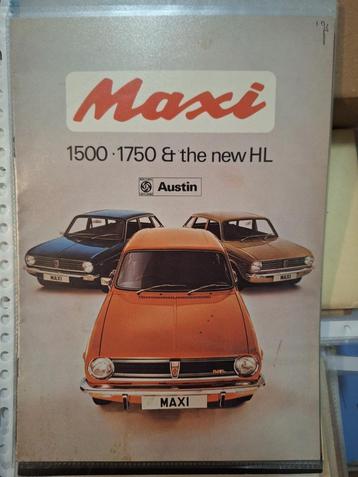 Maxi
1500 · 1750 & the new HL
Austin
MAXI
MAXI
MAXI